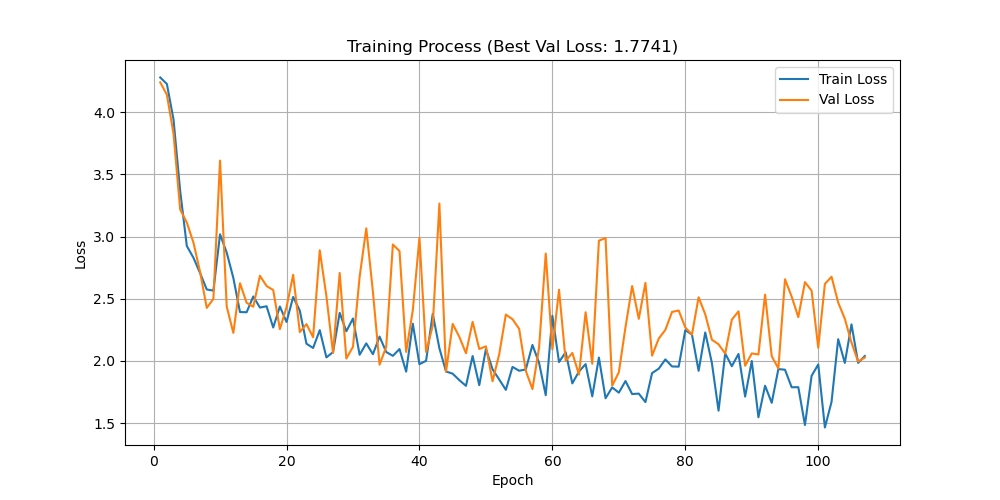 Training Process (Best Val Loss: 1.7741)
Train Loss
Val Loss
4.0
3.5
3.0
2.5
2.0
1.5
Loss
0 20 40 60 80 100
Epoch